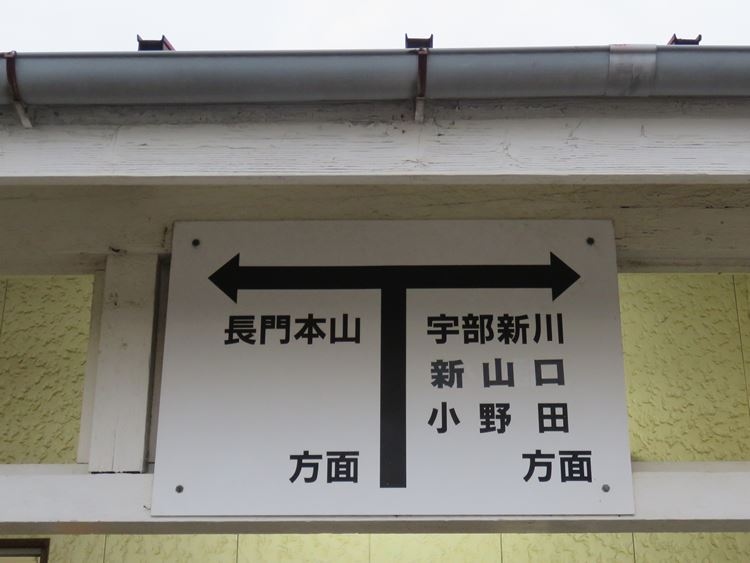 長門本山
方面
宇部新川
新山口
小野田
方面